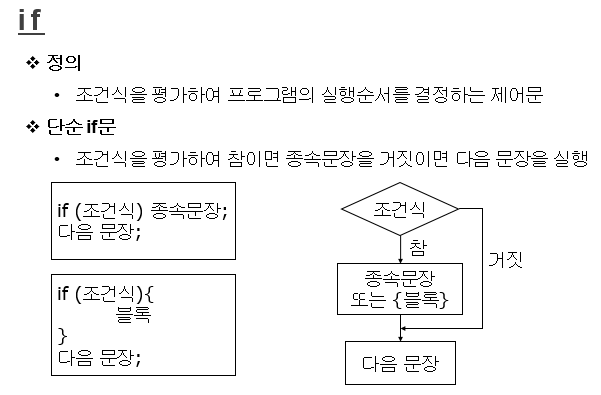 if
❖ 정의
• 조건식을 평가하여 프로그램의 실행순서를 결정하는 제어문
❖ 단순 if문
• 조건식을 평가하여 참이면 종속문장을 거짓이면 다음 문장을 실행
if (조건식) 종속문장;
다음 문장;
if (조건식){
블록
}
다음 문장;
조건식
참
거짓
종속문장
또는 {블록}
다음 문장